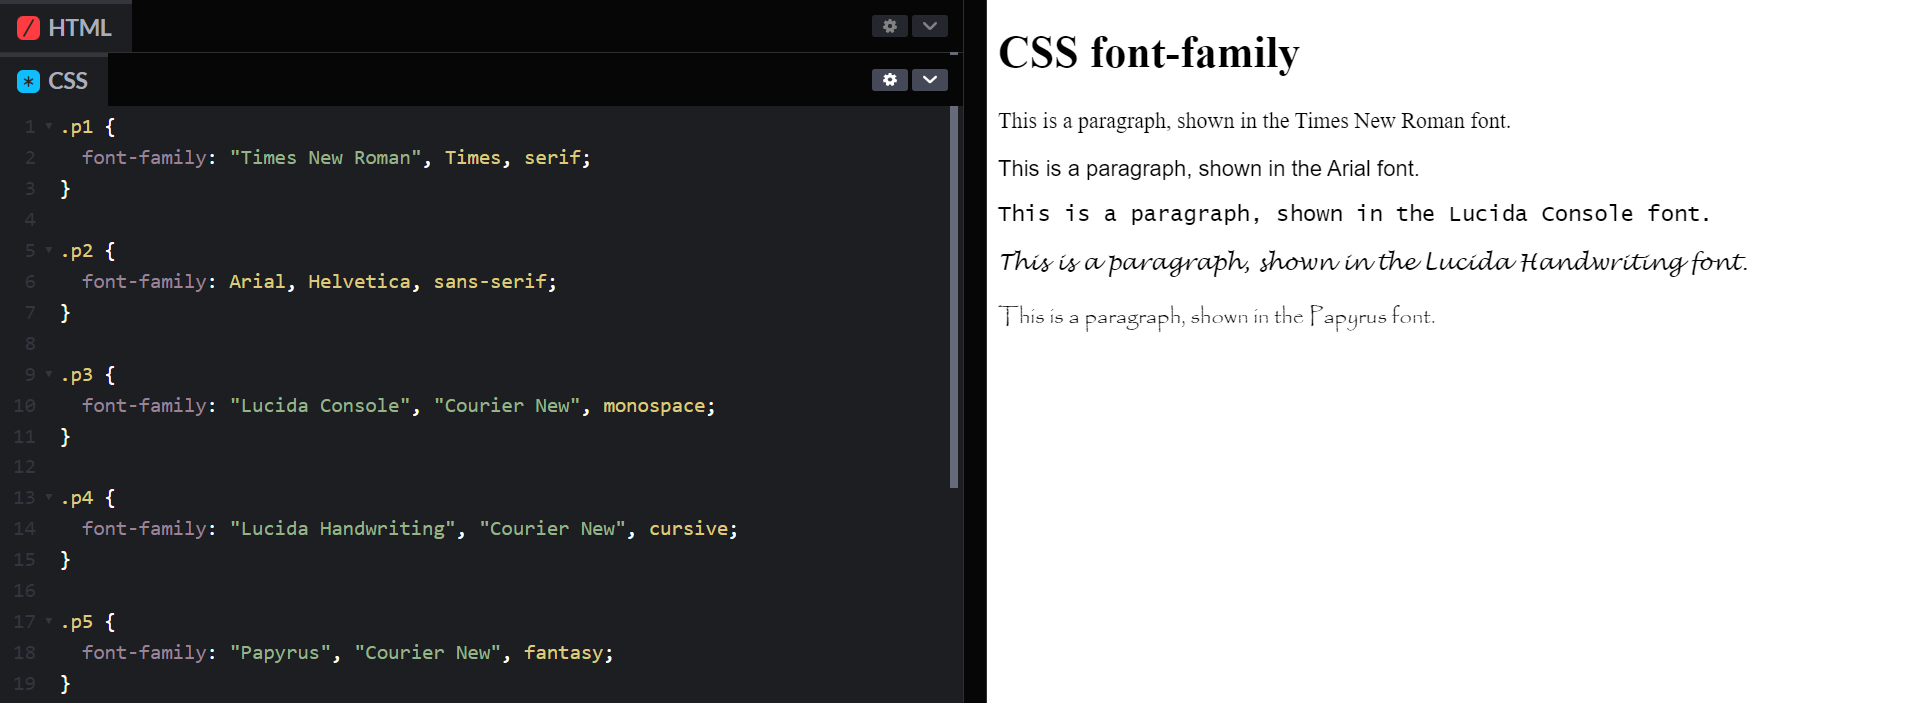 HTML
CSS
1 .p1 {
2 font-family: "Times New Roman", Times, serif;
3 }
4
5 .p2 {
6 font-family: Arial, Helvetica, sans-serif;
7 }
8
9 .p3 {
10 font-family: "Lucida Console", "Courier New", monospace;
11 }
12
13 .p4 {
14 font-family: "Lucida Handwriting", "Courier New", cursive;
15 }
16
17 .p5 {
18 font-family: "Papyrus", "Courier New", fantasy;
19 }
CSS font-family
This is a paragraph, shown in the Times New Roman font.
This is a paragraph, shown in the Arial font.
This is a paragraph, shown in the Lucida Console font.
This is a paragraph, shown in the Lucida Handwriting font.
This is a paragraph, shown in the Papyrus font.